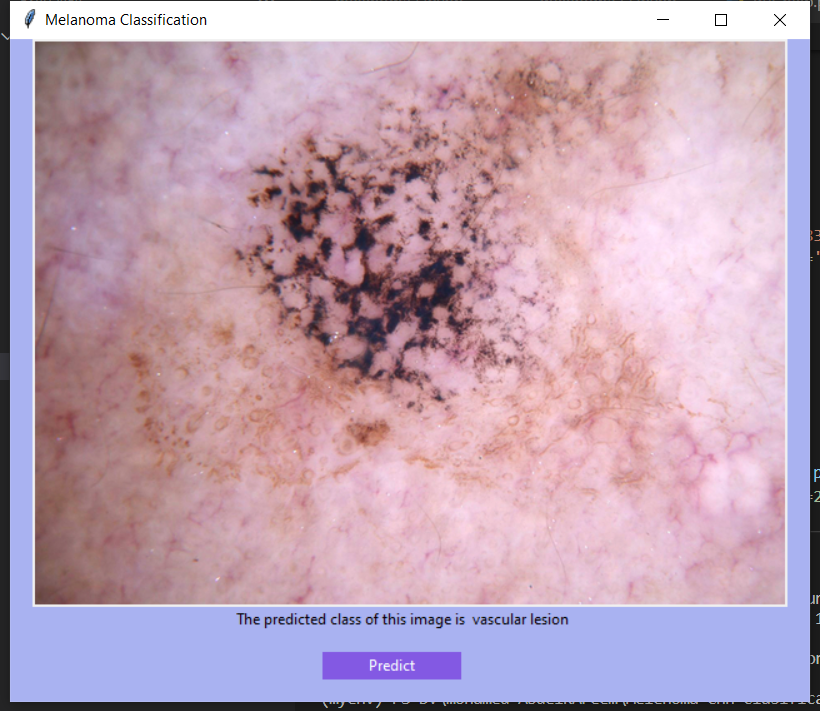 Melanoma Classification
The predicted class of this image is vascular lesion
Predict